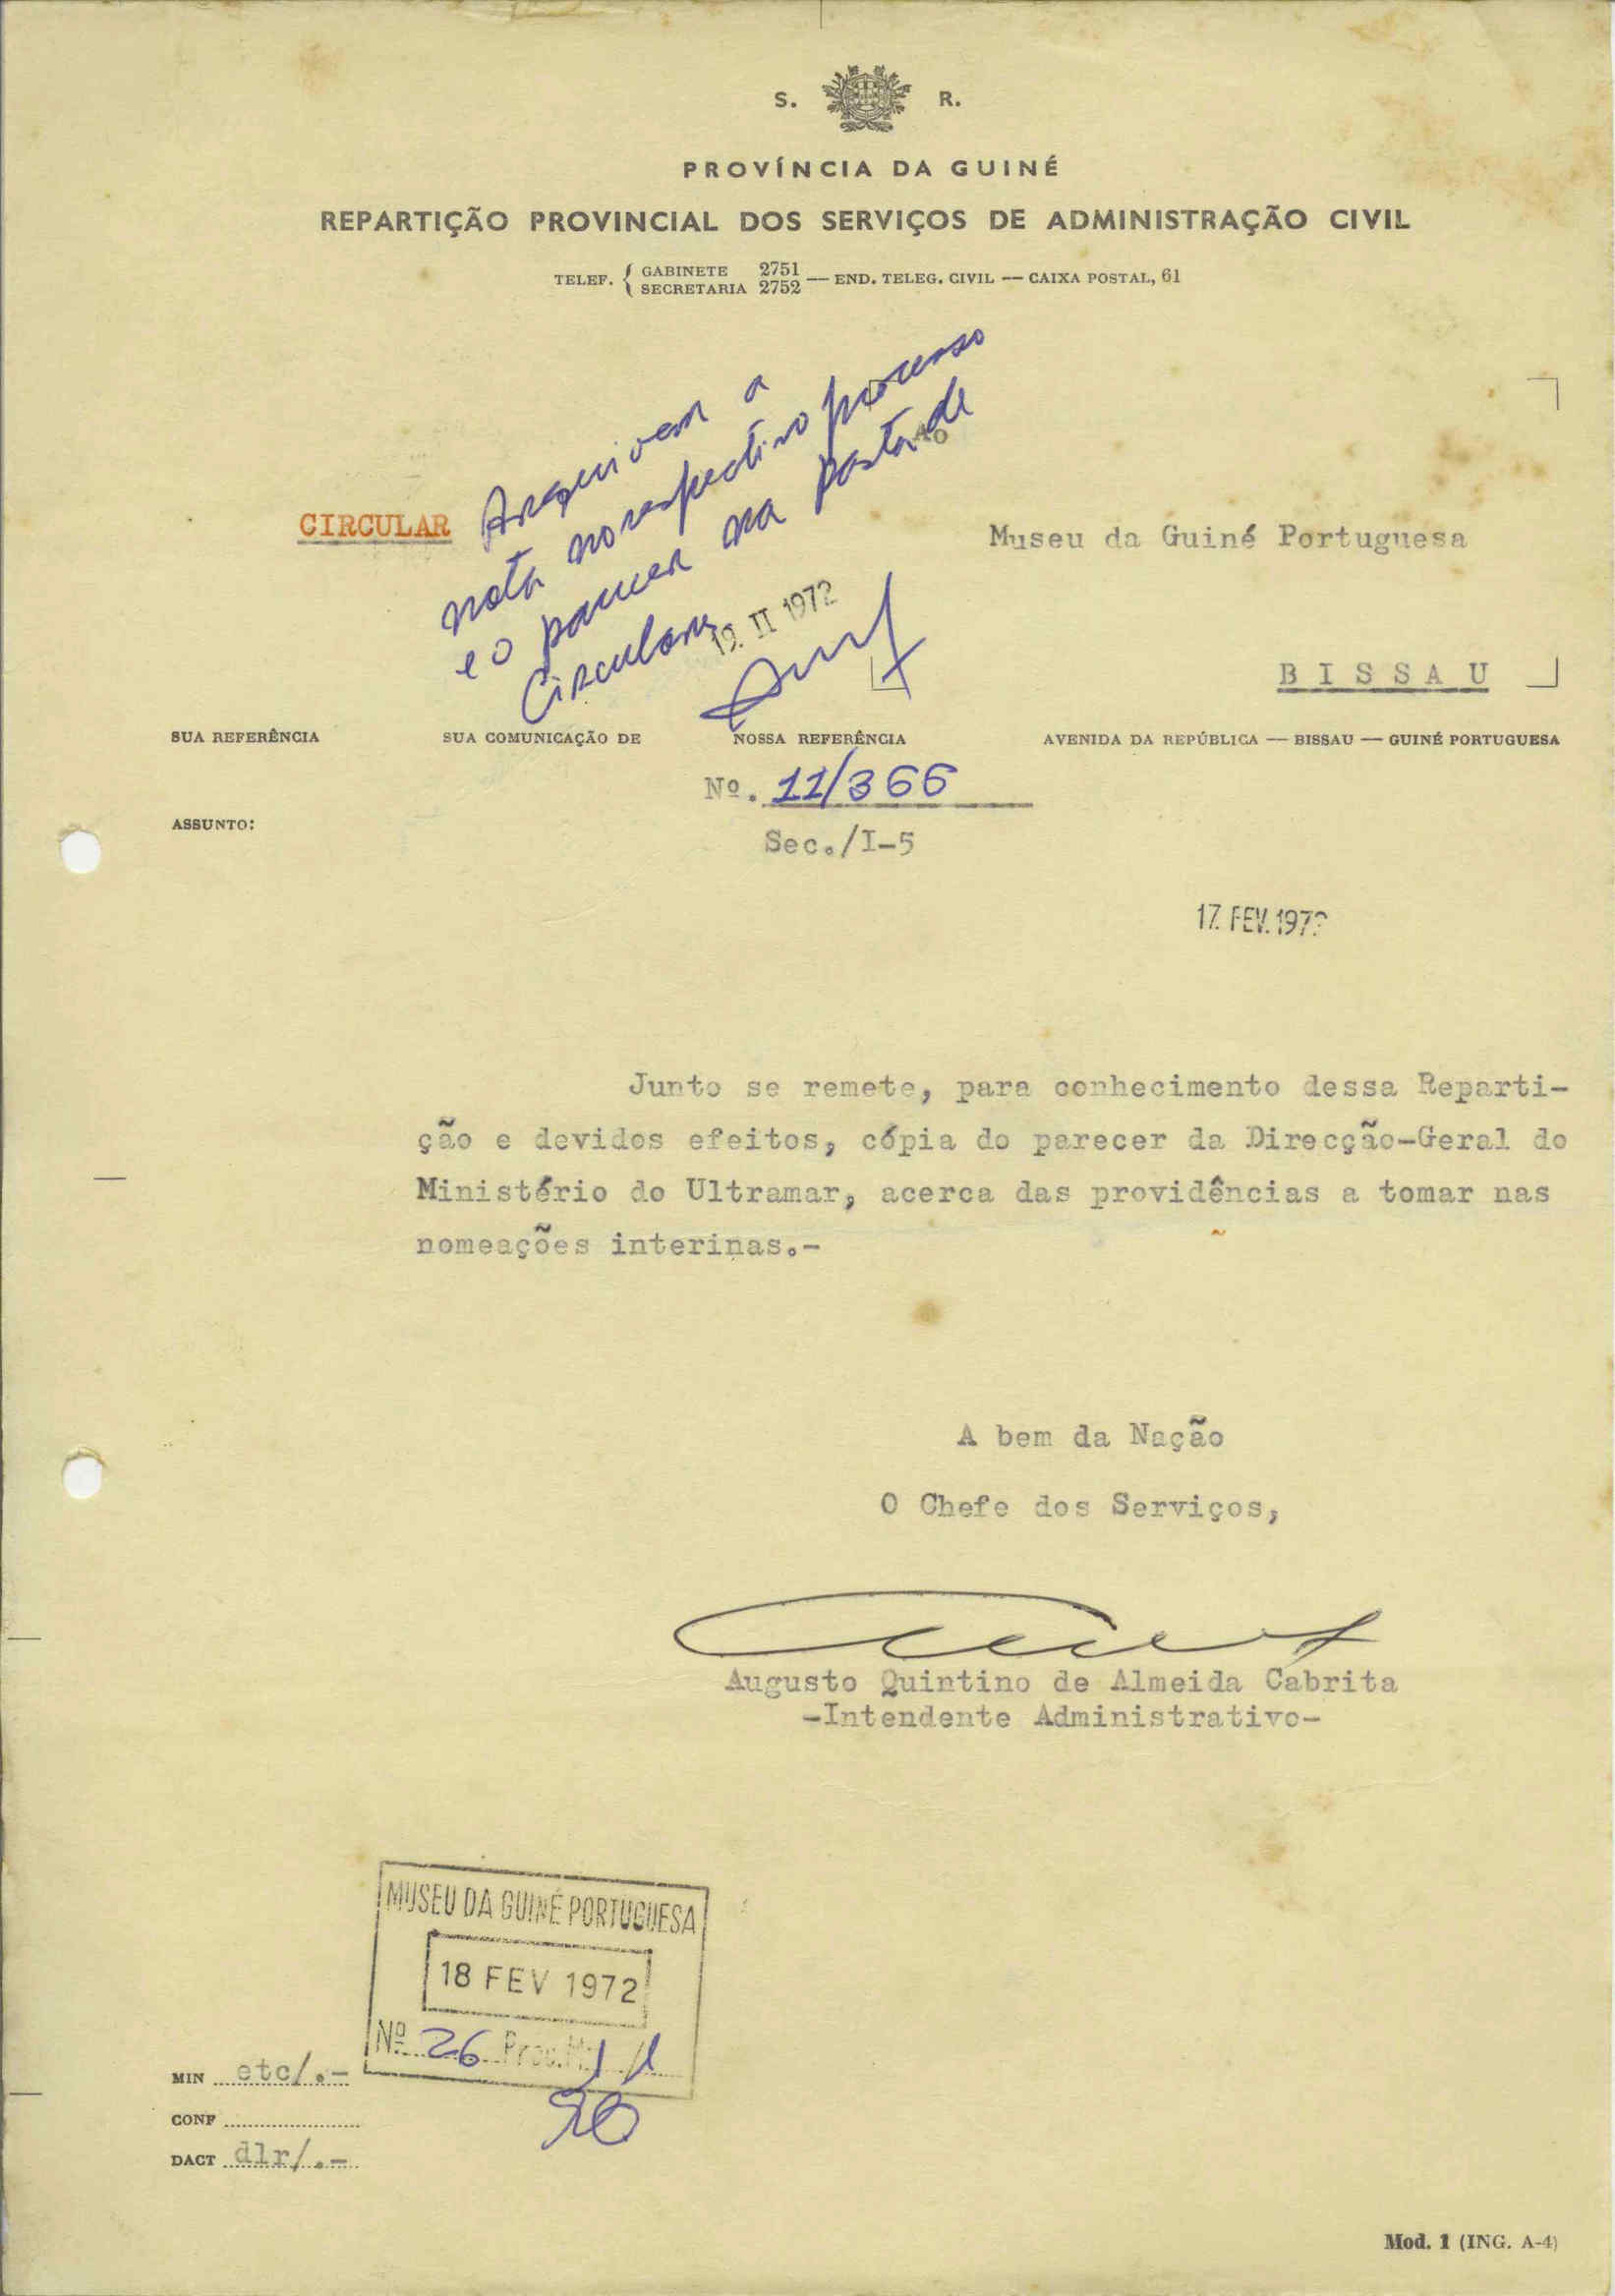 S. R.
PROVÍNCIA DA GUINÉ
REPARTIÇÃO PROVINCIAL DOS SERVIÇOS DE ADMINISTRAÇÃO CIVIL
TELEF. { GABINETE 2751 — END. TELEG. CIVIL — CAIXA POSTAL, 61
SECRETARIA 2752
Arquivem a
nota no respectivo processo
e o parecer na pasta de
Circulares
19. II 1972
Ao
CIRCULAR
Museu da Guiné Portuguesa
BISSAU
SUA REFERÊNCIA SUA COMUNICAÇÃO DE NOSSA REFERÊNCIA AVENIDA DA REPÚBLICA — BISSAU — GUINÉ PORTUGUESA
Nº. 11/366
ASSUNTO:
Sec./I-5
17. FEV. 1972
Junto se remete, para conhecimento dessa Reparti-
ção e devidos efeitos, cópia do parecer da Direcção-Geral do
Ministério do Ultramar, acerca das providências a tomar nas
nomeações interinas.-
A bem da Nação
O Chefe dos Serviços,
Augusto Quintino de Almeida Cabrita
-Intendente Administrativo-
MUSEU DA GUINÉ PORTUGUESA
18 FEV 1972
Nº 26 Proc.
MIN etc/.-
CONF
DACT dlr/.-
Mod. 1 (ING. A-4)